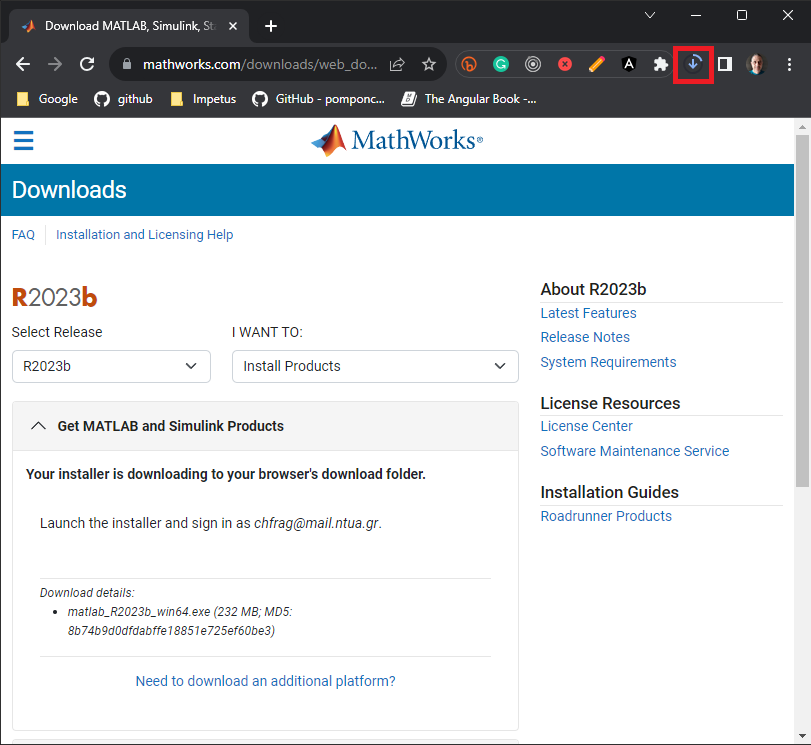 Download MATLAB, Simulink, Sta
mathworks.com/downloads/web_do...
Google
github
Impetus
GitHub - pomponc...
The Angular Book -...
MathWorks®
Downloads
FAQ
Installation and Licensing Help
R2023b
Select Release
I WANT TO:
R2023b
Install Products
Get MATLAB and Simulink Products
Your installer is downloading to your browser's download folder.
Launch the installer and sign in as chfrag@mail.ntua.gr.
Download details:
• matlab_R2023b_win64.exe (232 MB; MD5:
8b74b9d0dfdabffe18851e725ef60be3)
Need to download an additional platform?
About R2023b
Latest Features
Release Notes
System Requirements
License Resources
License Center
Software Maintenance Service
Installation Guides
Roadrunner Products